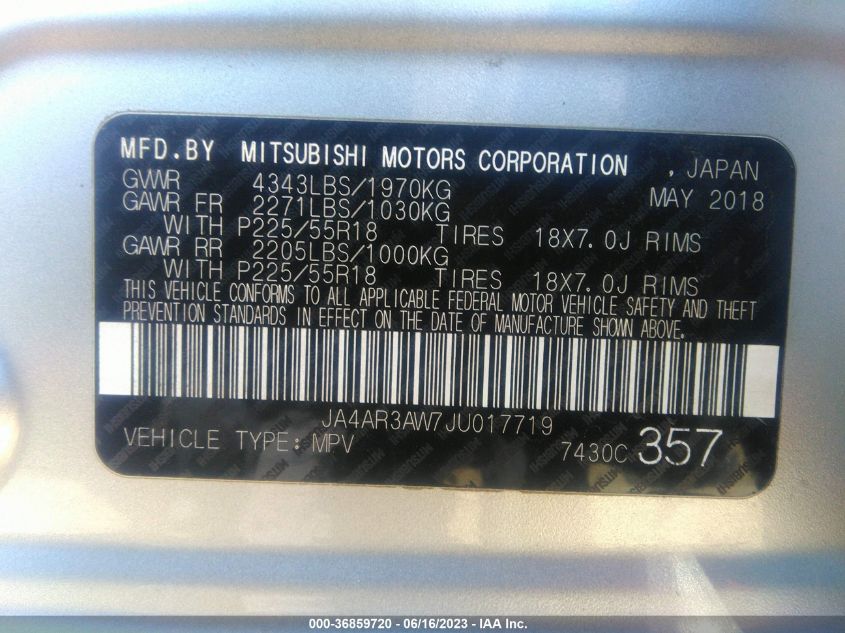 MFD.BY MITSUBISHI MOTORS CORPORATION , JAPAN
GVWR 4343LBS/1970KG MAY 2018
GAWR FR 2271LBS/1030KG
WITH P225/55R18 TIRES 18X7.0J RIMS
GAWR RR 2205LBS/1000KG
WITH P225/55R18 TIRES 18X7.0J RIMS
THIS VEHICLE CONFORMS TO ALL APPLICABLE FEDERAL MOTOR VEHICLE SAFETY AND THEFT
PREVENTION STANDARDS IN EFFECT ON THE DATE OF MANUFACTURE SHOWN ABOVE.
JA4AR3AW7JU017719
VEHICLE TYPE: MPV 7430C 357
000-36859720 - 06/16/2023 - © IAA Inc.